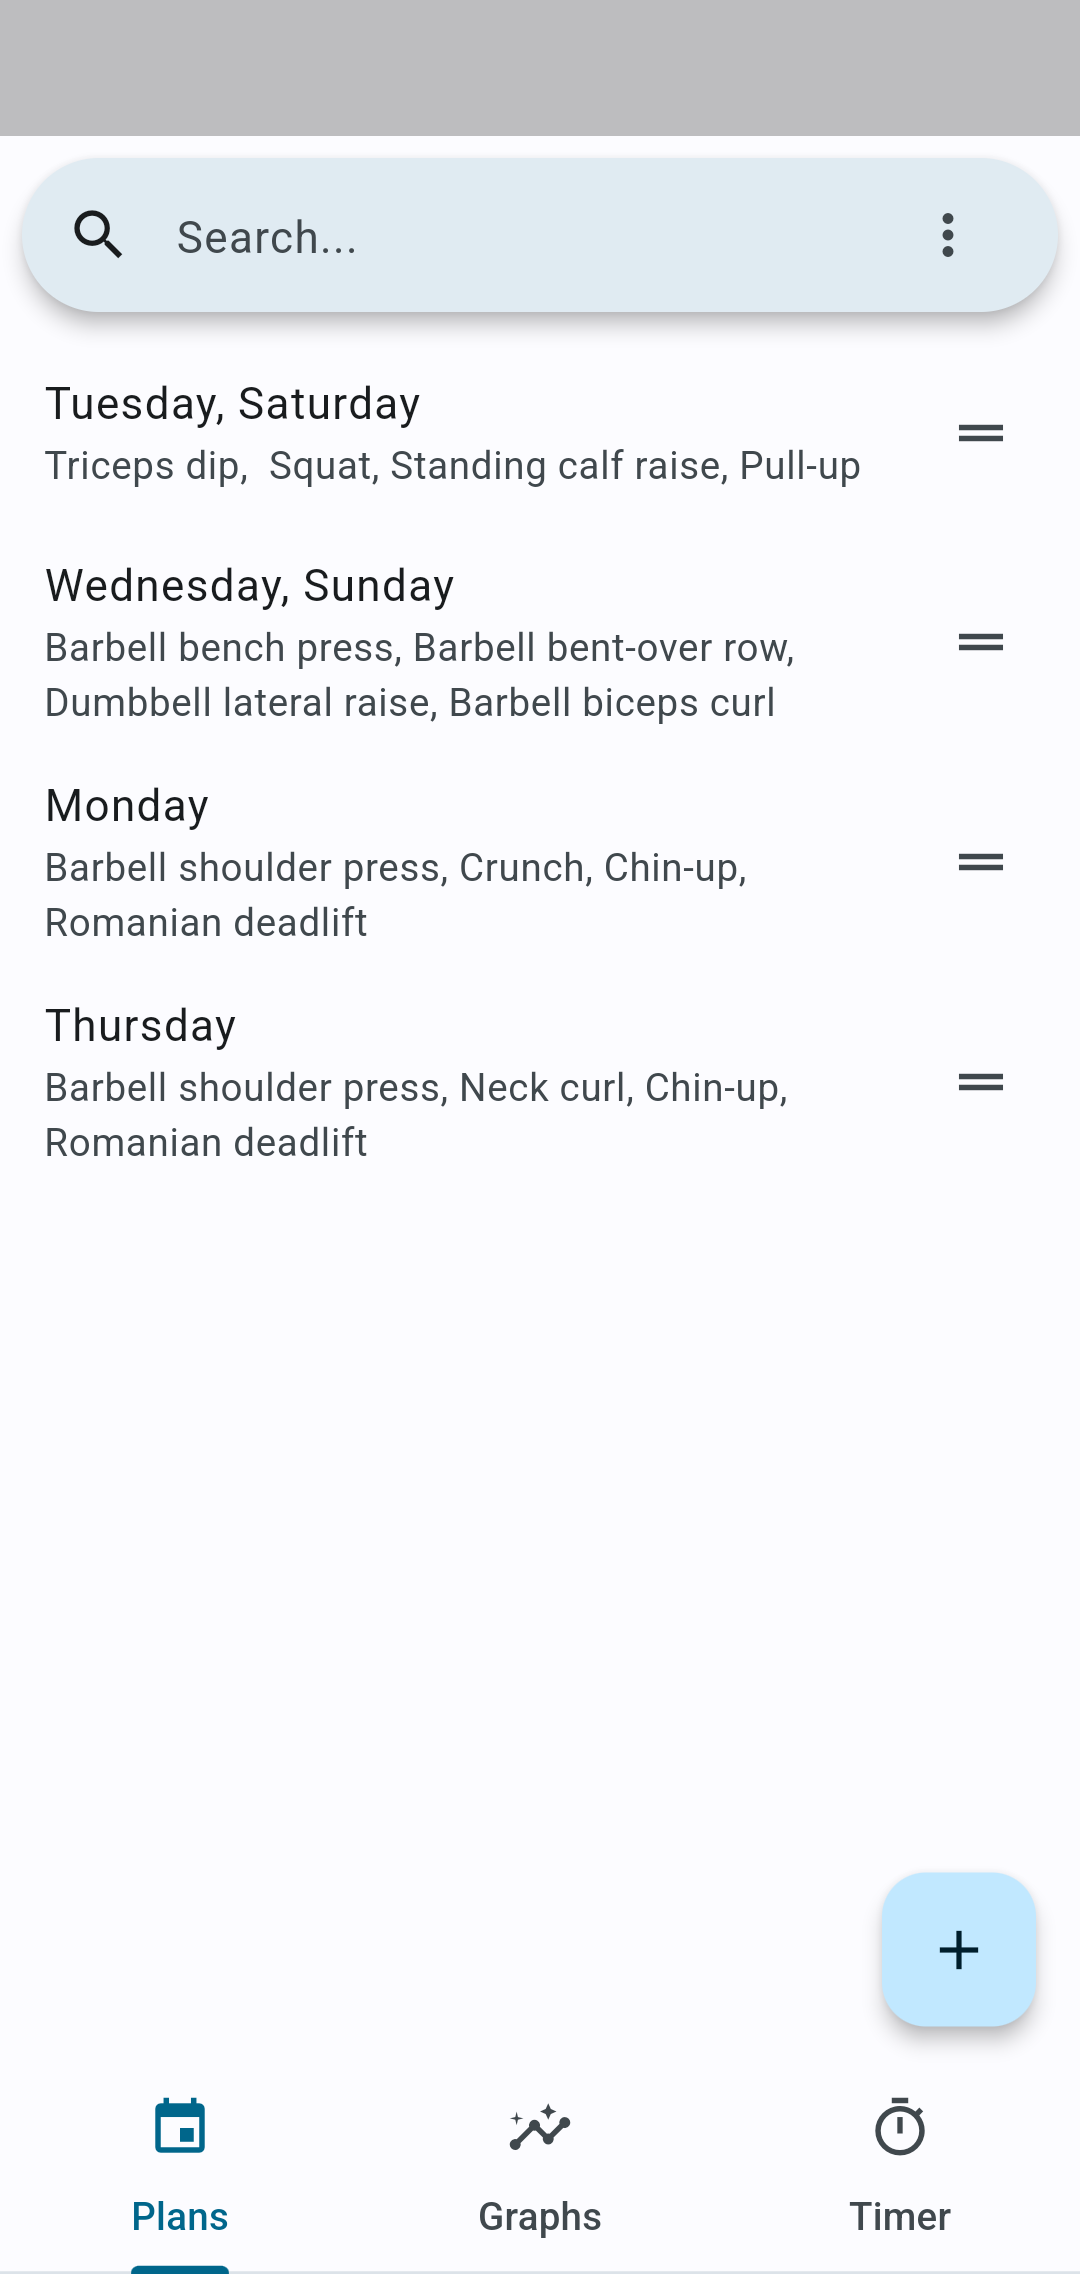 Search...
Tuesday, Saturday
Triceps dip,  Squat, Standing calf raise, Pull-up
Wednesday, Sunday
Barbell bench press, Barbell bent-over row,
Dumbbell lateral raise, Barbell biceps curl
Monday
Barbell shoulder press, Crunch, Chin-up,
Romanian deadlift
Thursday
Barbell shoulder press, Neck curl, Chin-up,
Romanian deadlift
Plans
Graphs
Timer